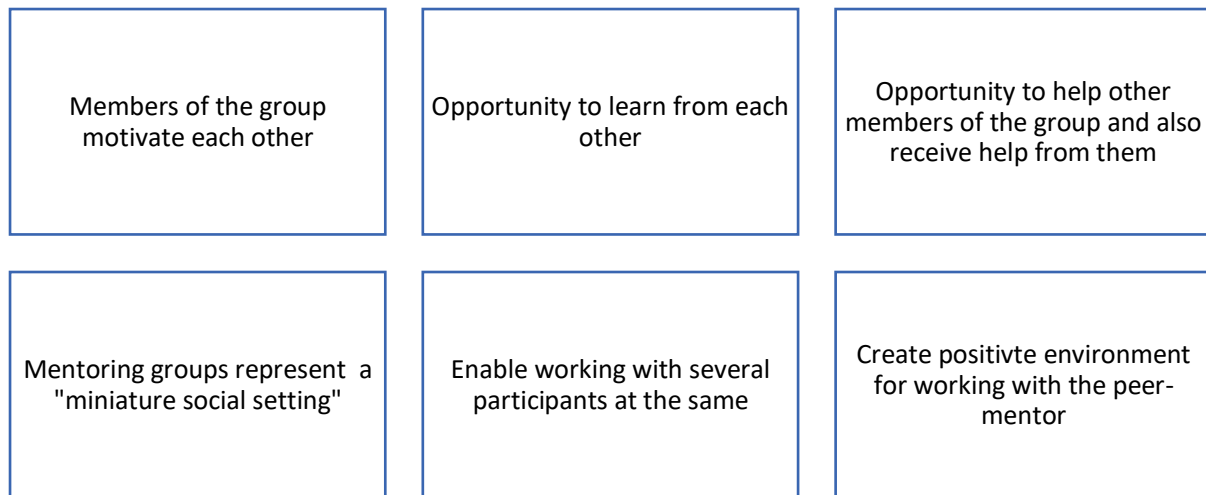 Members of the group
motivate each other
Opportunity to learn from each
other
Opportunity to help other
members of the group and also
receive help from them
Mentoring groups represent  a
"miniature social setting"
Enable working with several
participants at the same
Create positivte environment
for working with the peer-
mentor